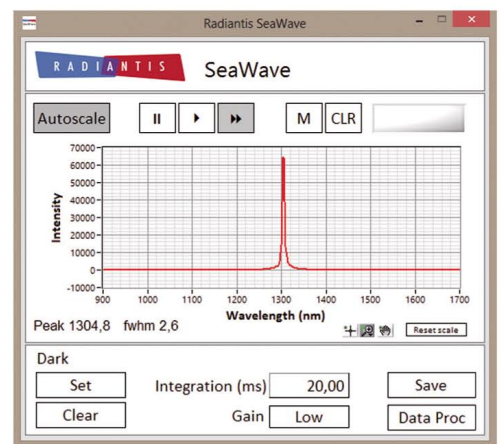 Radiantis SeaWave
RADIANTIS SeaWave
Autoscale M CLR
70000
60000
50000
40000
30000
20000
10000
0
-10000
Intensity
900 1000 1100 1200 1300 1400 1500 1600 1700
Wavelength (nm)
Peak 1304,8 fwhm 2,6
Reset scale
Dark
Set Integration (ms) 20,00 Save
Clear Gain Low Data Proc